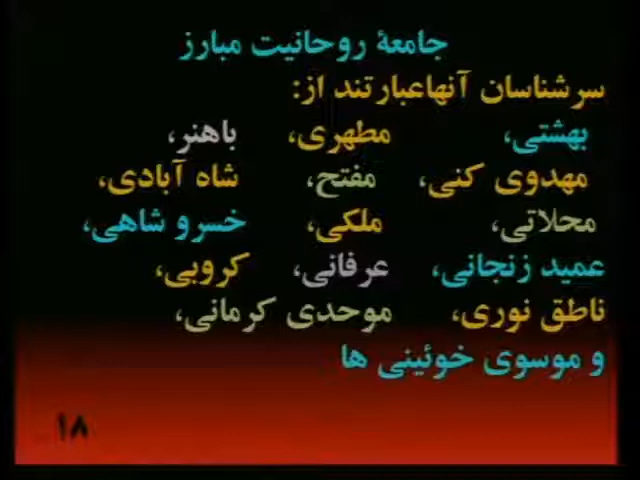 جامعهٔ روحانیت مبارز
سرشناسان آنهاعبارتند از:
بهشتی، مطهری، باهنر،
مهدوی کنی، مفتح، شاه آبادی،
محلاتی، ملکی، خسرو شاهی،
عمید زنجانی، عرفانی، کروبی،
ناطق نوری، موحدی کرمانی،
و موسوی خوئینی ها
۱۸